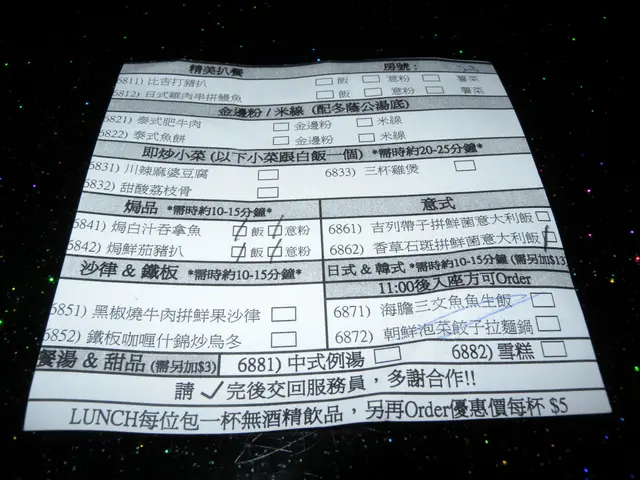 精美扒餐 房號：
6811) 比吉打豬扒 飯 意粉 薯菜
6812) 日式雞肉串拼鰻魚 飯 意粉 薯菜
金邊粉 / 米線 (配冬蔭公湯底)
6821) 泰式肥牛肉 金邊粉 米線
6822) 泰式魚餅 金邊粉 米線
即炒小菜 (以下小菜跟白飯一個) *需時約20-25分鐘*
6831) 川辣麻婆豆腐 6833) 三杯雞煲
6832) 甜酸荔枝骨
焗品 *需時約10-15分鐘*
6841) 焗白汁吞拿魚 飯 意粉
6842) 焗鮮茄豬扒 飯 意粉
意式
6861) 吉列帶子拼鮮菌意大利飯
6862) 香草石斑拼鮮菌意大利飯
沙律 & 鐵板 *需時約10-15分鐘*
6851) 黑椒燒牛肉拼鮮果沙律
6852) 鐵板咖喱什錦炒烏冬
日式 & 韓式 *需時約10-15分鐘 (需另加$13
11:00後入座方可Order
6871) 海膽三文魚魚生飯
6872) 朝鮮泡菜餃子拉麵鍋
餐湯 & 甜品 (需另加$3) 6881) 中式例湯 6882) 雪糕
請 ✓ 完後交回服務員，多謝合作!!
LUNCH每位包一杯無酒精飲品，另再Order優惠價每杯 $5